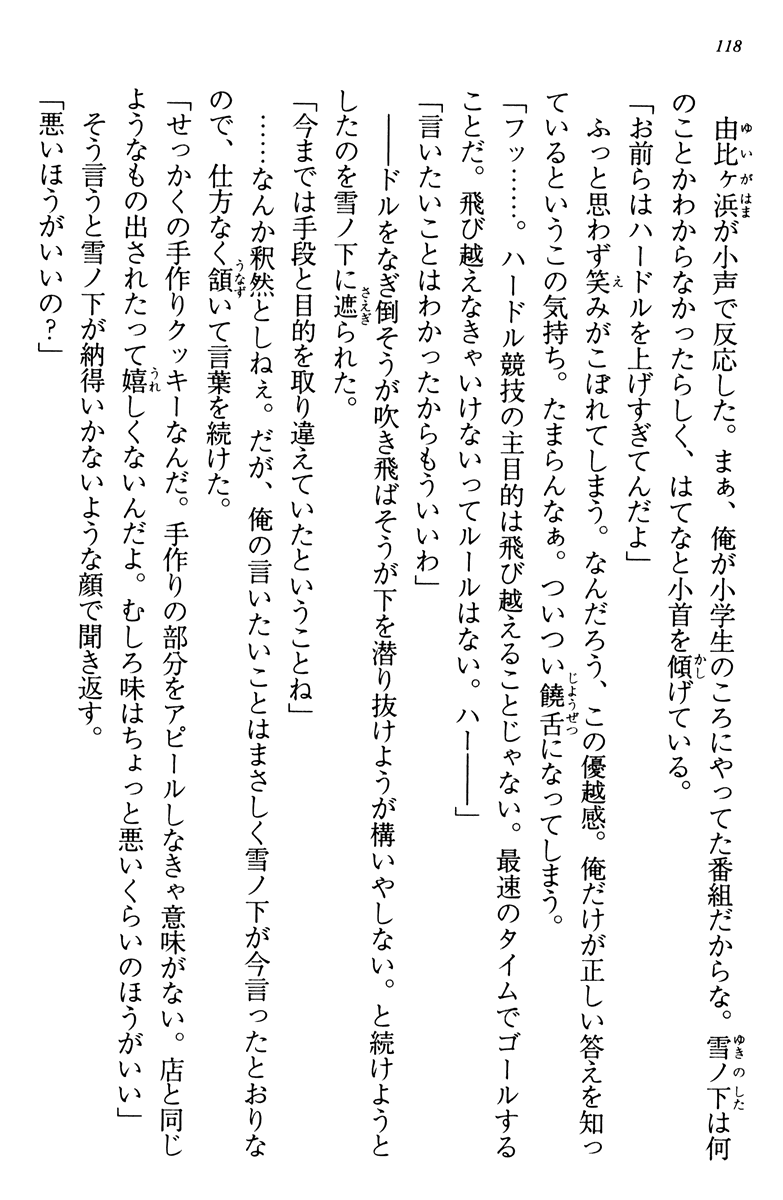 118
由比ヶ浜が小声で反応した。まぁ、俺が小学生のころにやってた番組だからな。雪ノ下は何
のことかわからなかったらしく、はてなと小首を傾げている。
「お前らはハードルを上げすぎてんだよ」
ふっと思わず笑みがこぼれてしまう。なんだろう、この優越感。俺だけが正しい答えを知っ
ているというこの気持ち。たまらんなぁ。ついつい饒舌になってしまう。
「フッ……。ハードル競技の主目的は飛び越えることじゃない。最速のタイムでゴールする
ことだ。飛び越えなきゃいけないってルールはない。ハー――」
「言いたいことはわかったからもういいわ」
――ドルをなぎ倒そうが吹き飛ばそうが下を潜り抜けようが構いやしない。と続けようと
したのを雪ノ下に遮られた。
「今までは手段と目的を取り違えていたということね」
……なんか釈然としねぇ。だが、俺の言いたいことはまさしく雪ノ下が今言ったとおりな
ので、仕方なく頷いて言葉を続けた。
「せっかくの手作りクッキーなんだ。手作りの部分をアピールしなきゃ意味がない。店と同じ
ようなもの出されたって嬉しくないんだよ。むしろ味はちょっと悪いくらいのほうがいい」
そう言うと雪ノ下が納得いかないような顔で聞き返す。
「悪いほうがいいの？」